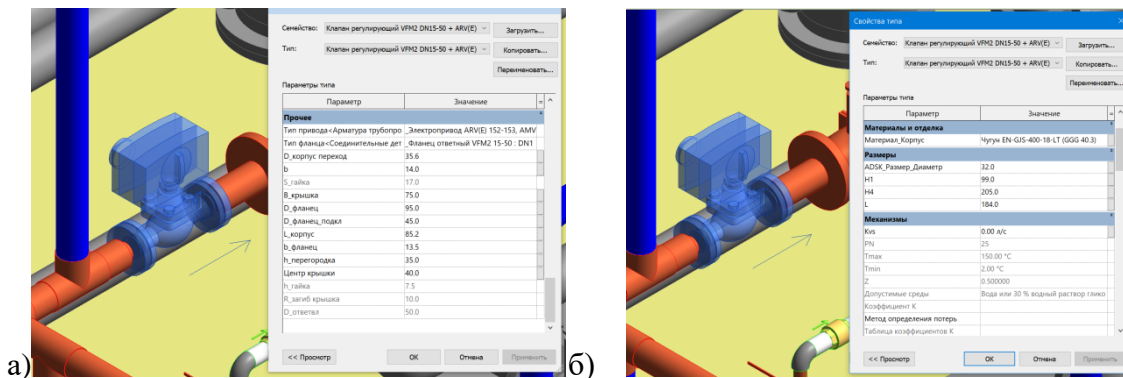 Семейство: Клапан регулирующий VFM2 DN15-50 + ARV(E) Загрузить...
Тип: Клапан регулирующий VFM2 DN15-50 + ARV(E) Копировать...
Переименовать...
Параметры типа
Параметр Значение =
Прочее
Тип привода<Арматура трубопро _Электропривод ARV(E) 152-153, AMV
Тип фланца<Соединительные дет _Фланец ответный VFM2 15-50 : DN1
D_корпус переход 35.6
b 14.0
S_гайка 17.0
B_крышка 75.0
D_фланец 95.0
D_фланец_подкл 45.0
L_корпус 85.2
b_фланец 13.5
h_перегородка 35.0
Центр крышки 40.0
h_гайка 7.5
R_загиб крышка 10.0
D_ответвл 50.0
<< Просмотр ОК Отмена Применить
а)
Свойства типа ×
Семейство: Клапан регулирующий VFM2 DN15-50 + ARV(E) Загрузить...
Тип: Клапан регулирующий VFM2 DN15-50 + ARV(E) Копировать...
Переименовать...
Параметры типа
Параметр Значение =
Материалы и отделка
Материал_Корпус Чугун EN-GJS-400-18-LT (GGG 40.3)
Размеры
ADSK_Размер_Диаметр 32.0
H1 99.0
H4 205.0
L 184.0
Механизмы
Kvs 0.00 л/с
PN 25
Tmax 150.00 °C
Tmin 2.00 °C
Z 0.500000
Допустимые среды Вода или 30 % водный раствор глико
Коэффициент К
Метод определения потерь
Таблица коэффициентов К
<< Просмотр ОК Отмена Применить
б)